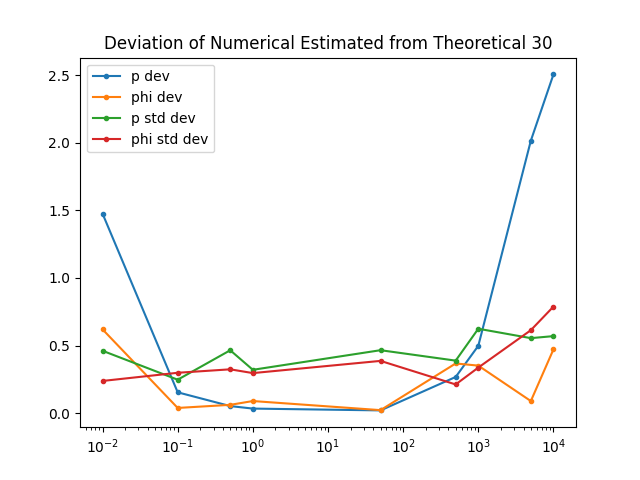 Deviation of Numerical Estimated from Theoretical 30
p dev
phi dev
p std dev
phi std dev
2.5
2.0
1.5
1.0
0.5
0.0
10⁻² 10⁻¹ 10⁰ 10¹ 10² 10³ 10⁴